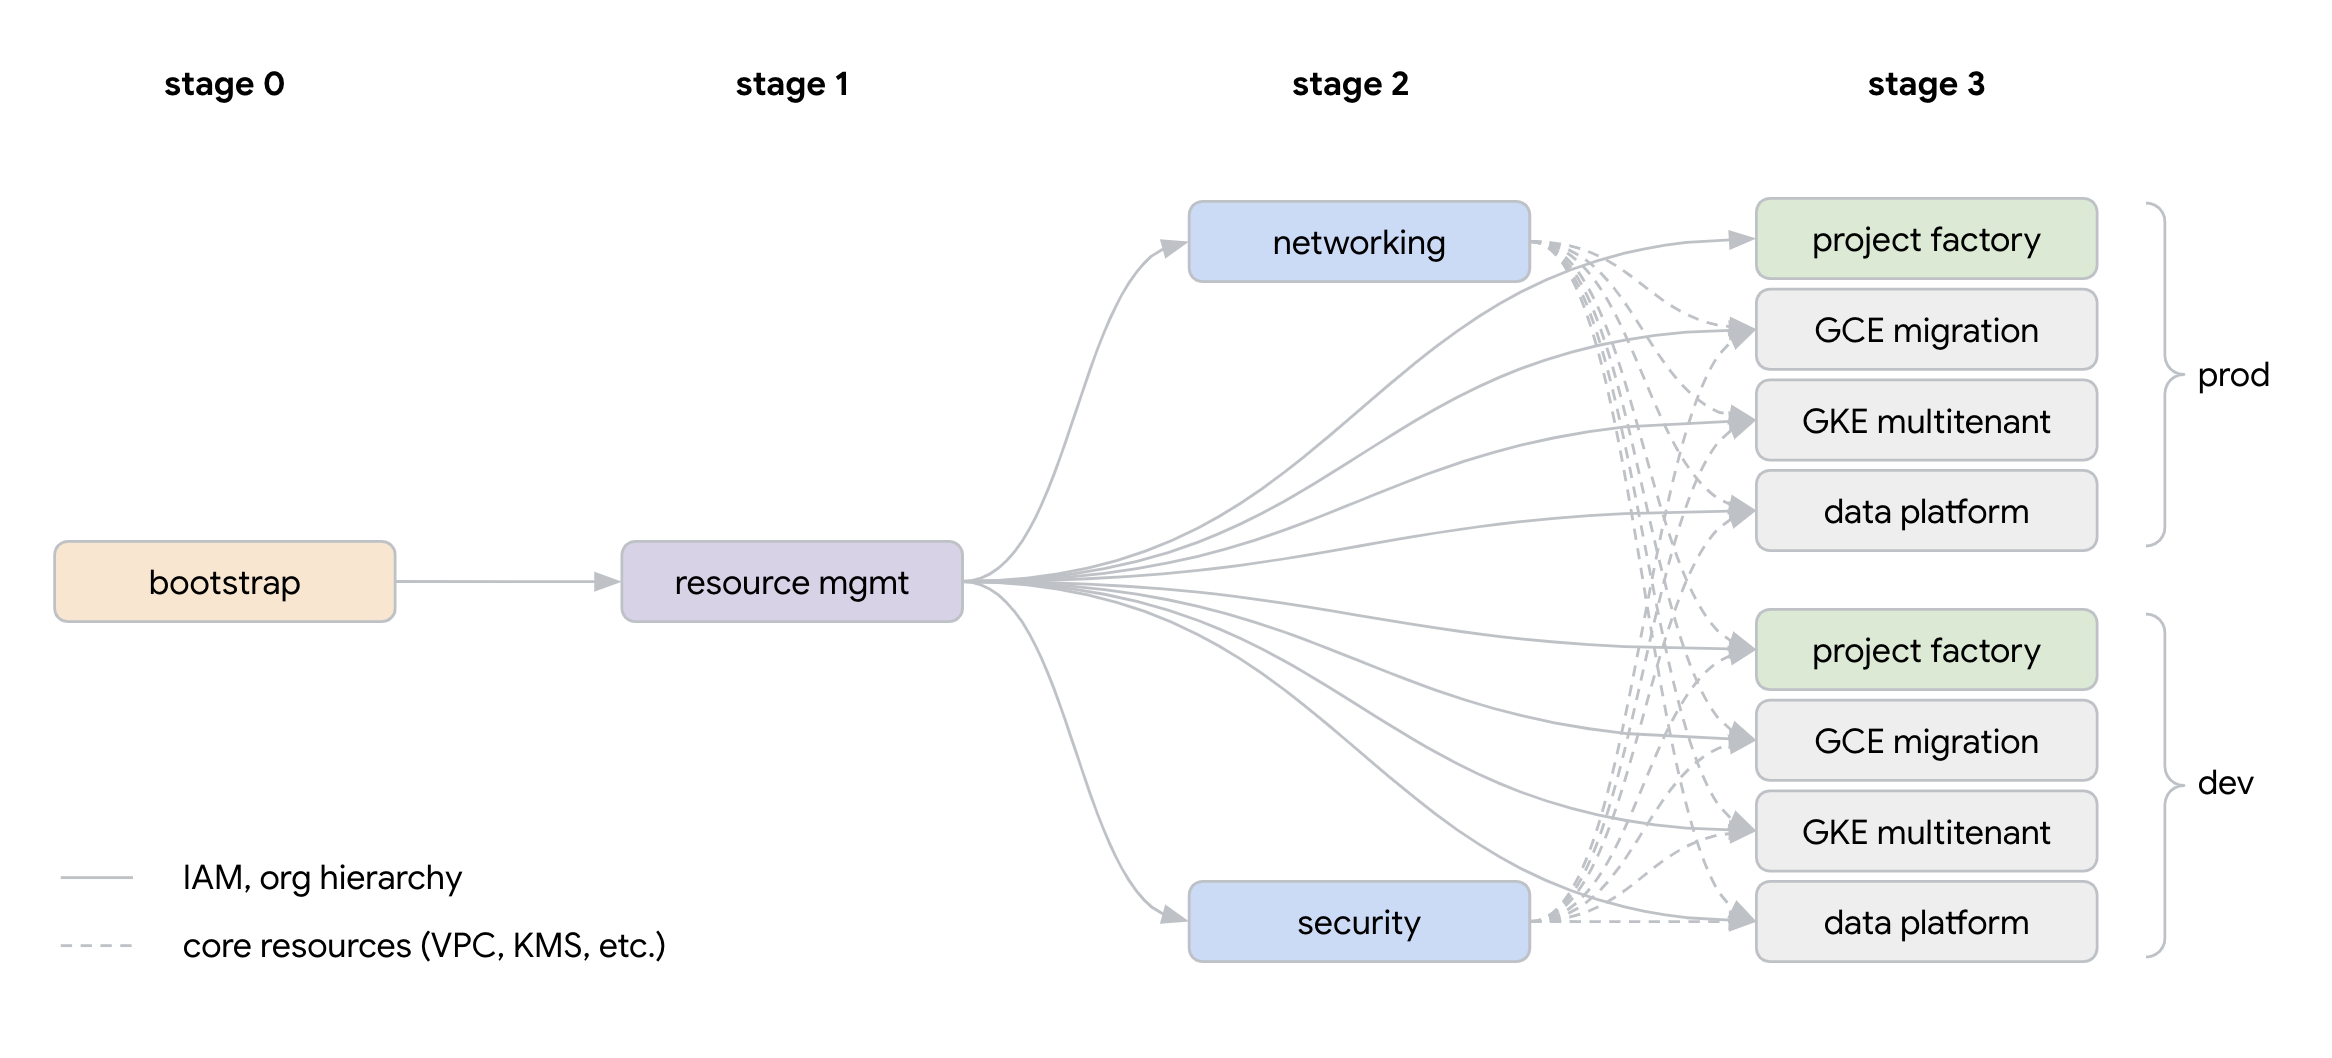 stage 0
stage 1
stage 2
stage 3
bootstrap
resource mgmt
networking
security
project factory
GCE migration
GKE multitenant
data platform
prod
project factory
GCE migration
GKE multitenant
data platform
dev
IAM, org hierarchy
core resources (VPC, KMS, etc.)